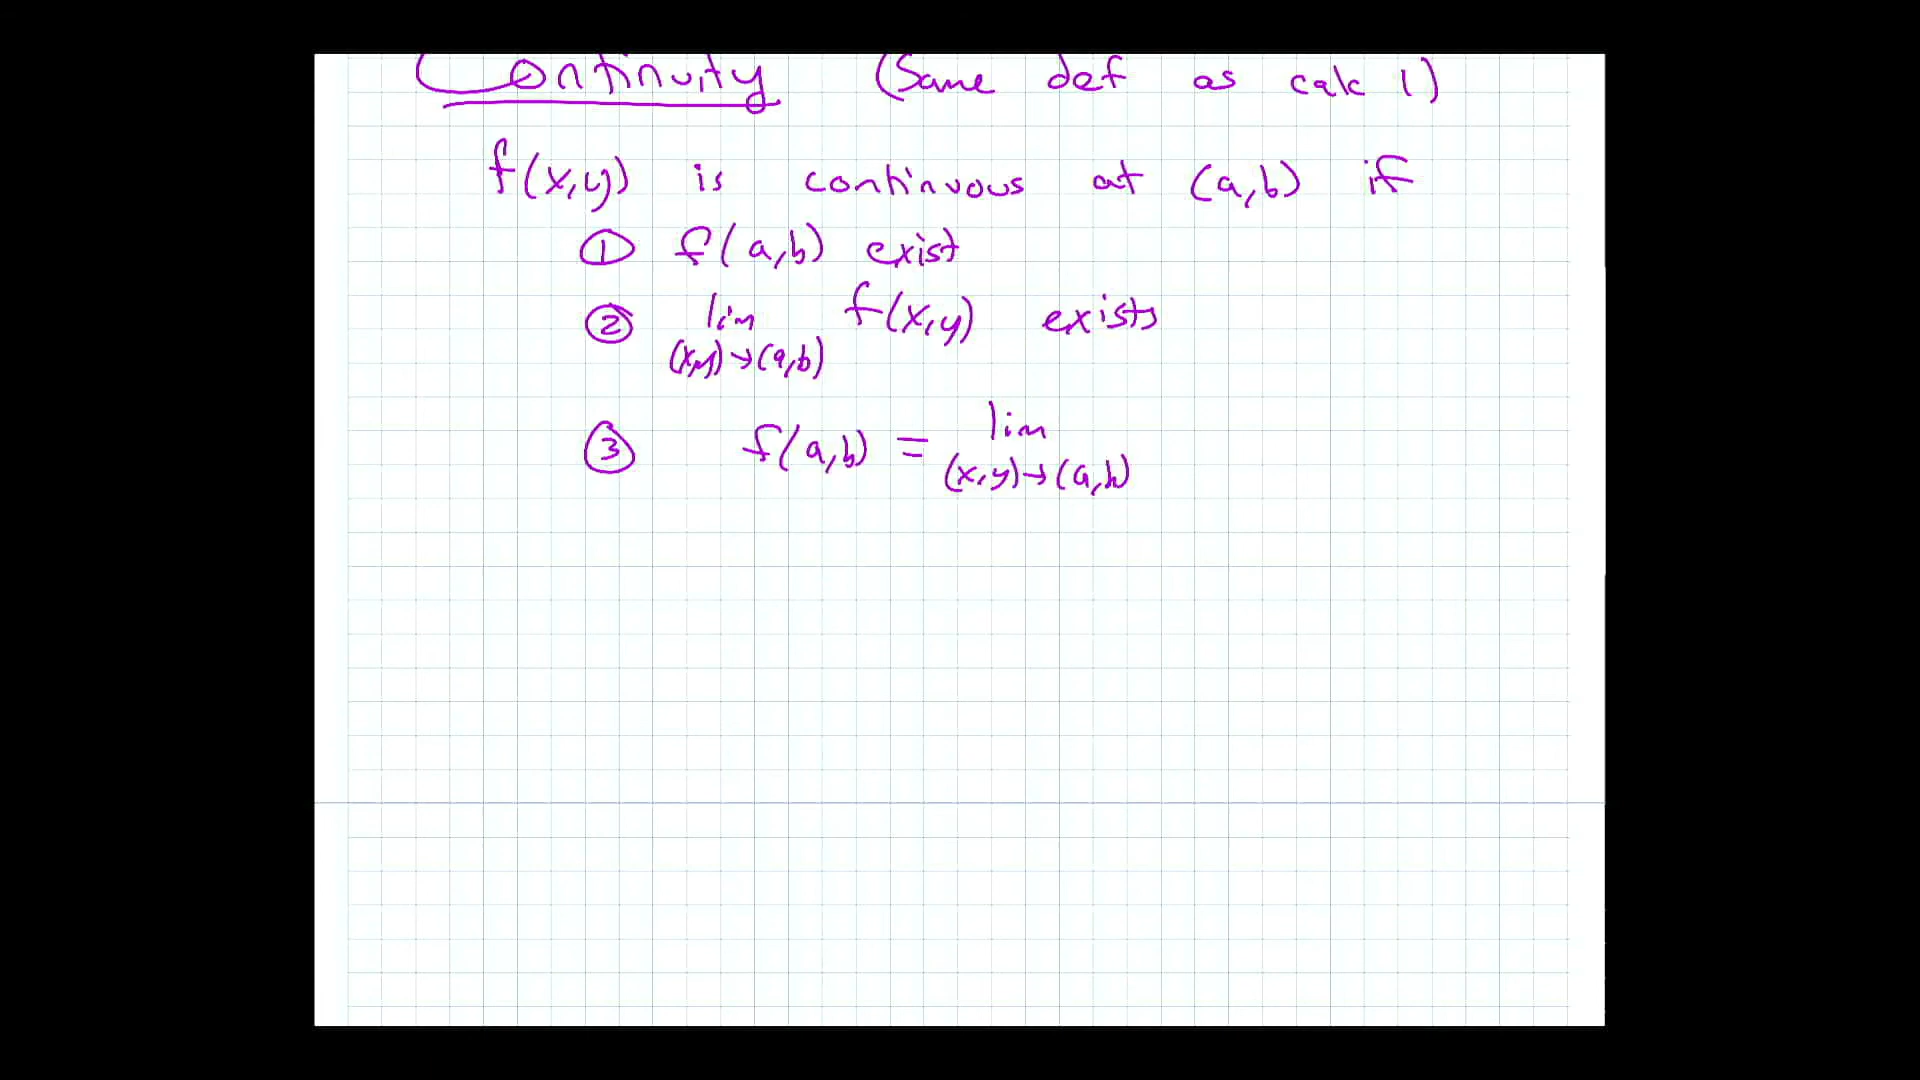 Continuity (Same def as calc 1)
f(x,y) is continuous at (a,b) if
① f(a,b) exist
② lim f(x,y) exists
(x,y)→(a,b)
③ f(a,b) = lim
(x,y)→(a,b)